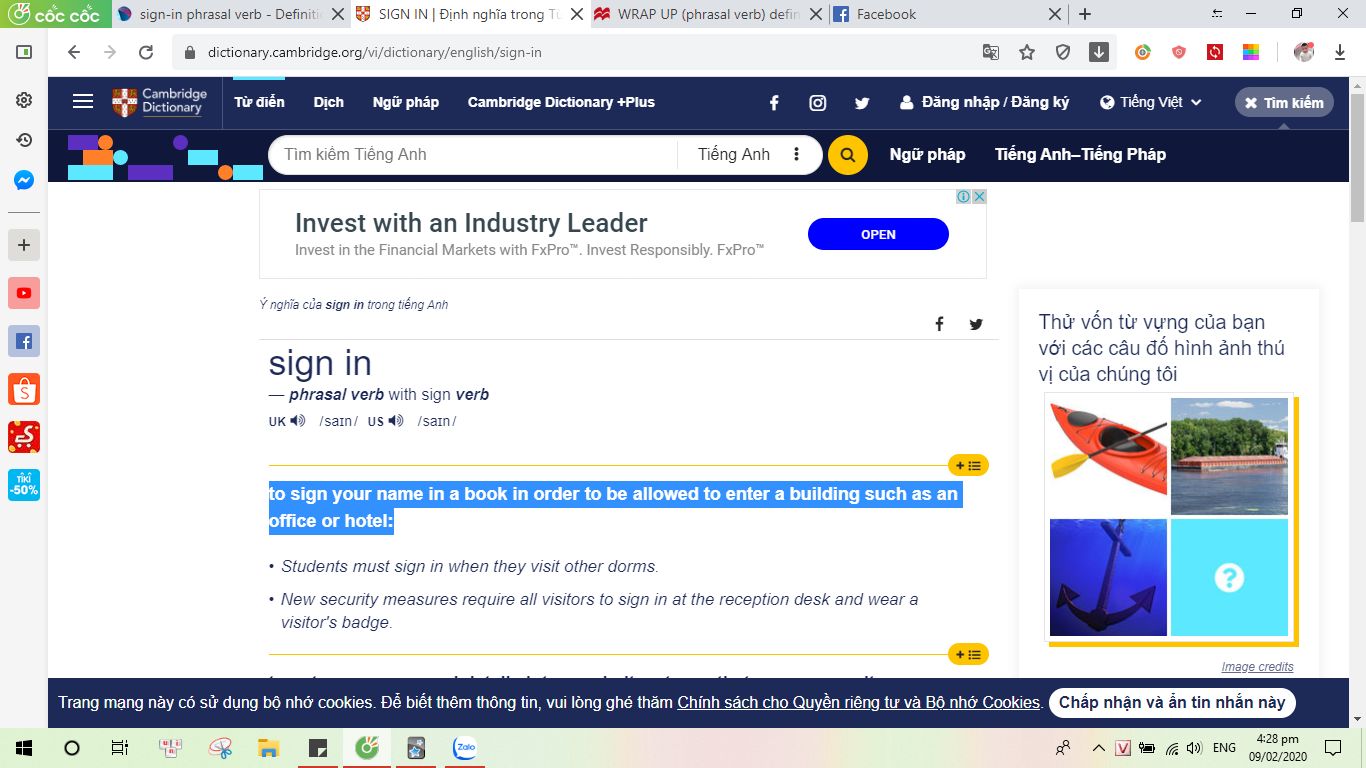 cốc cốc
sign-in phrasal verb - Definiti
SIGN IN | Định nghĩa trong Từ
WRAP UP (phrasal verb) defin
Facebook
dictionary.cambridge.org/vi/dictionary/english/sign-in
Cambridge
Dictionary
Từ điển
Dịch
Ngữ pháp
Cambridge Dictionary +Plus
Đăng nhập / Đăng ký
Tiếng Việt
Tìm kiếm
Tìm kiếm Tiếng Anh
Tiếng Anh
Ngữ pháp
Tiếng Anh–Tiếng Pháp
Invest with an Industry Leader
Invest in the Financial Markets with FxPro™. Invest Responsibly. FxPro™
OPEN
Ý nghĩa của sign in trong tiếng Anh
sign in
— phrasal verb with sign verb
UK /saɪn/ US /saɪn/
to sign your name in a book in order to be allowed to enter a building such as an
office or hotel:
• Students must sign in when they visit other dorms.
• New security measures require all visitors to sign in at the reception desk and wear a
visitor's badge.
Thử vốn từ vựng của bạn
với các câu đố hình ảnh thú
vị của chúng tôi
?
Image credits
TIKI
-50%
Trang mạng này có sử dụng bộ nhớ cookies. Để biết thêm thông tin, vui lòng ghé thăm Chính sách cho Quyền riêng tư và Bộ nhớ Cookies.
Chấp nhận và ẩn tin nhắn này
Zalo
V
ENG
4:28 pm
09/02/2020